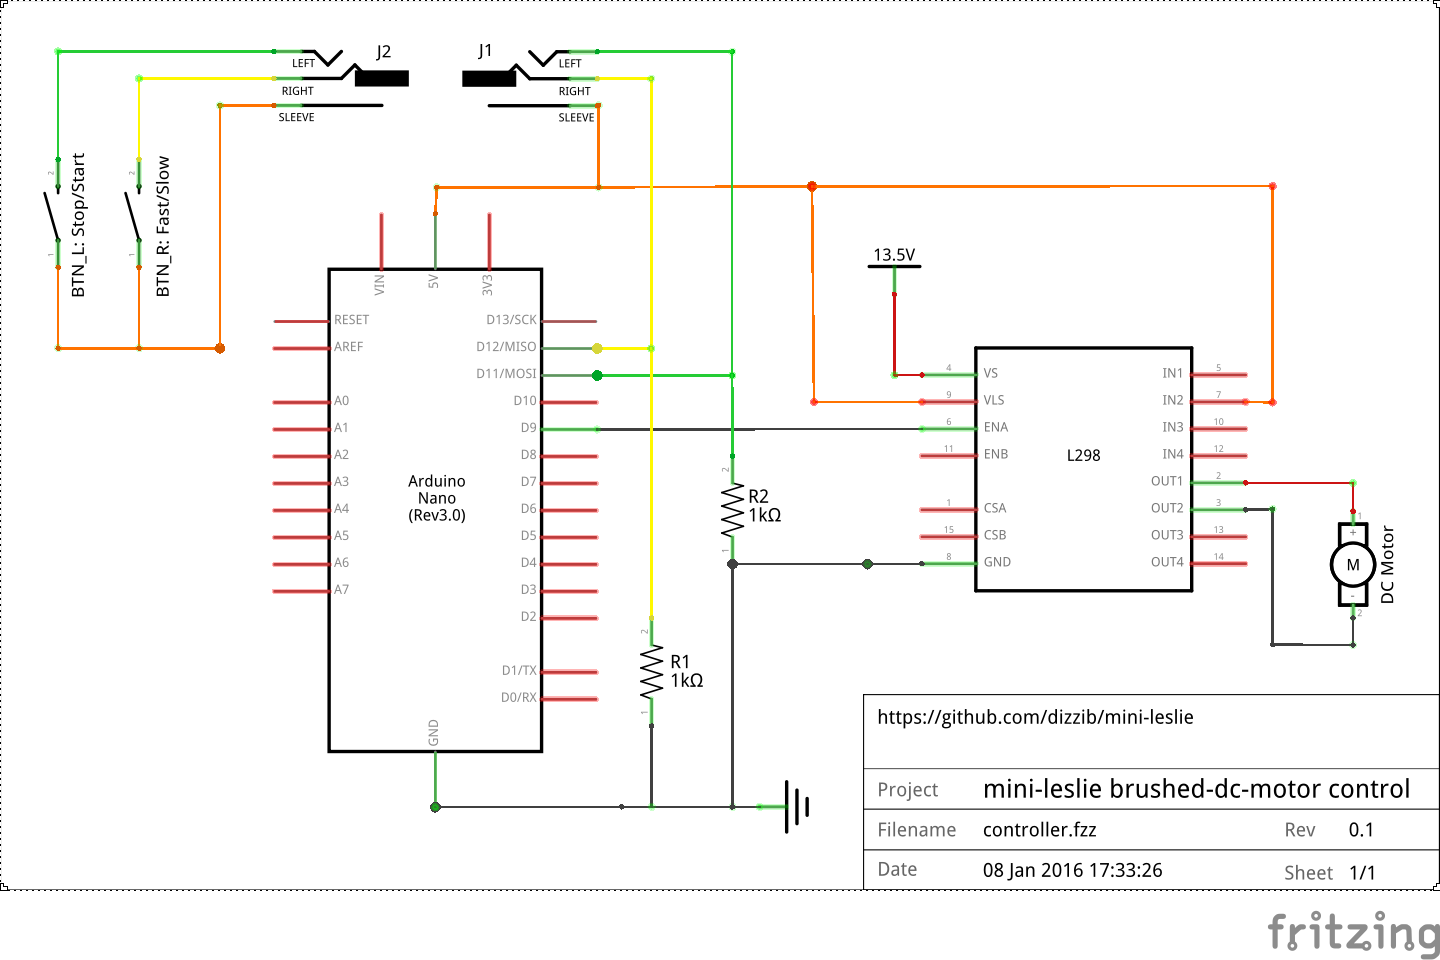 J2
J1
LEFT
LEFT
RIGHT
RIGHT
SLEEVE
SLEEVE
2
2
BTN_L: Stop/Start
BTN_R: Fast/Slow
1
1
13.5V
VIN
5V
3V3
RESET
AREF
A0
A1
A2
A3
A4
A5
A6
A7
D13/SCK
D12/MISO
D11/MOSI
D10
D9
D8
D7
D6
D5
D4
D3
D2
D1/TX
D0/RX
GND
Arduino
Nano
(Rev3.0)
2
R2
1kΩ
1
2
R1
1kΩ
1
4 VS
9 VLS
6 ENA
11 ENB
1 CSA
15 CSB
8 GND
L298
IN1 5
IN2 7
IN3 10
IN4 12
OUT1 2
OUT2 3
OUT3 13
OUT4 14
1
+
M
-
2
DC Motor
https://github.com/dizzib/mini-leslie
Project mini-leslie brushed-dc-motor control
Filename controller.fzz Rev 0.1
Date 08 Jan 2016 17:33:26 Sheet 1/1
fritzing